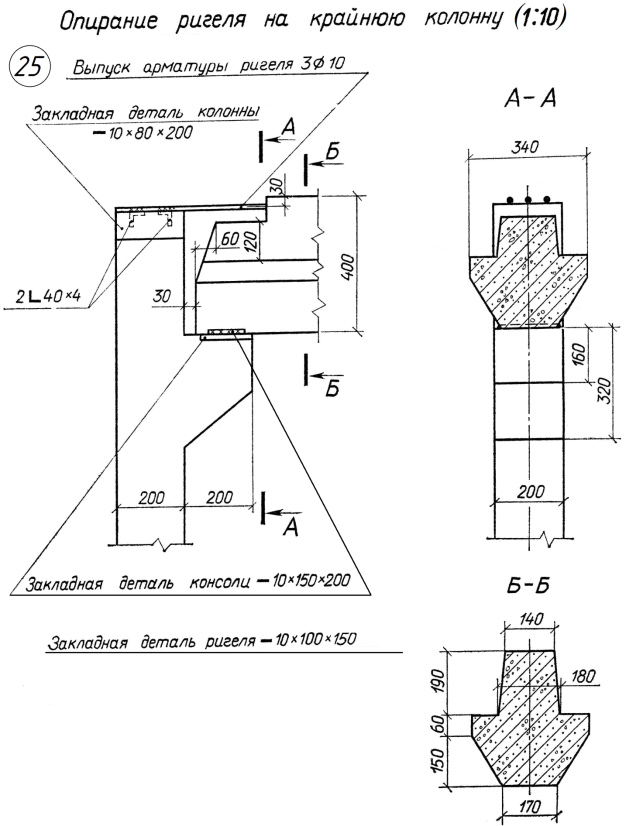 Опирание ригеля на крайнюю колонну (1:10)
25
Выпуск арматуры ригеля 3ϕ10
Закладная деталь колонны
—10×80×200
А
Б
30
60
120
400
30
2∟40×4
Б
200
200
А
Закладная деталь консоли —10×150×200
Закладная деталь ригеля —10×100×150
А-А
340
160
320
200
Б-Б
140
180
190
60
150
170